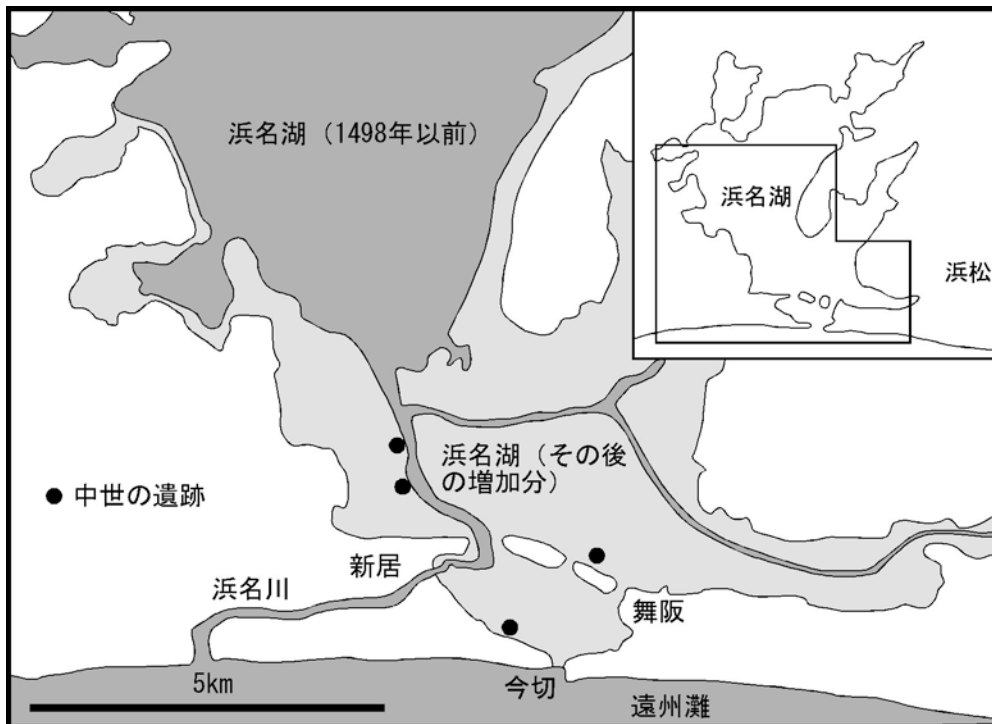 浜名湖（1498年以前）
浜名湖
浜松
浜名湖（その後
の増加分）
中世の遺跡
新居
浜名川
舞阪
5km
今切
遠州灘